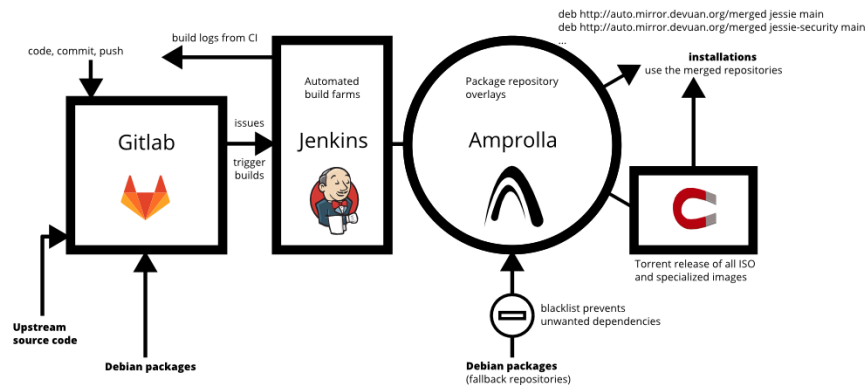 deb http://auto.mirror.devuan.org/merged jessie main
deb http://auto.mirror.devuan.org/merged jessie-security main
...
build logs from CI
code, commit, push
installations
use the merged repositories
Automated
build farms
Package repository
overlays
issues
Gitlab
Jenkins
Amprolla
trigger
builds
Torrent release of all ISO
and specialized images
blacklist prevents
unwanted dependencies
Upstream
source code
Debian packages
Debian packages
(fallback repositories)